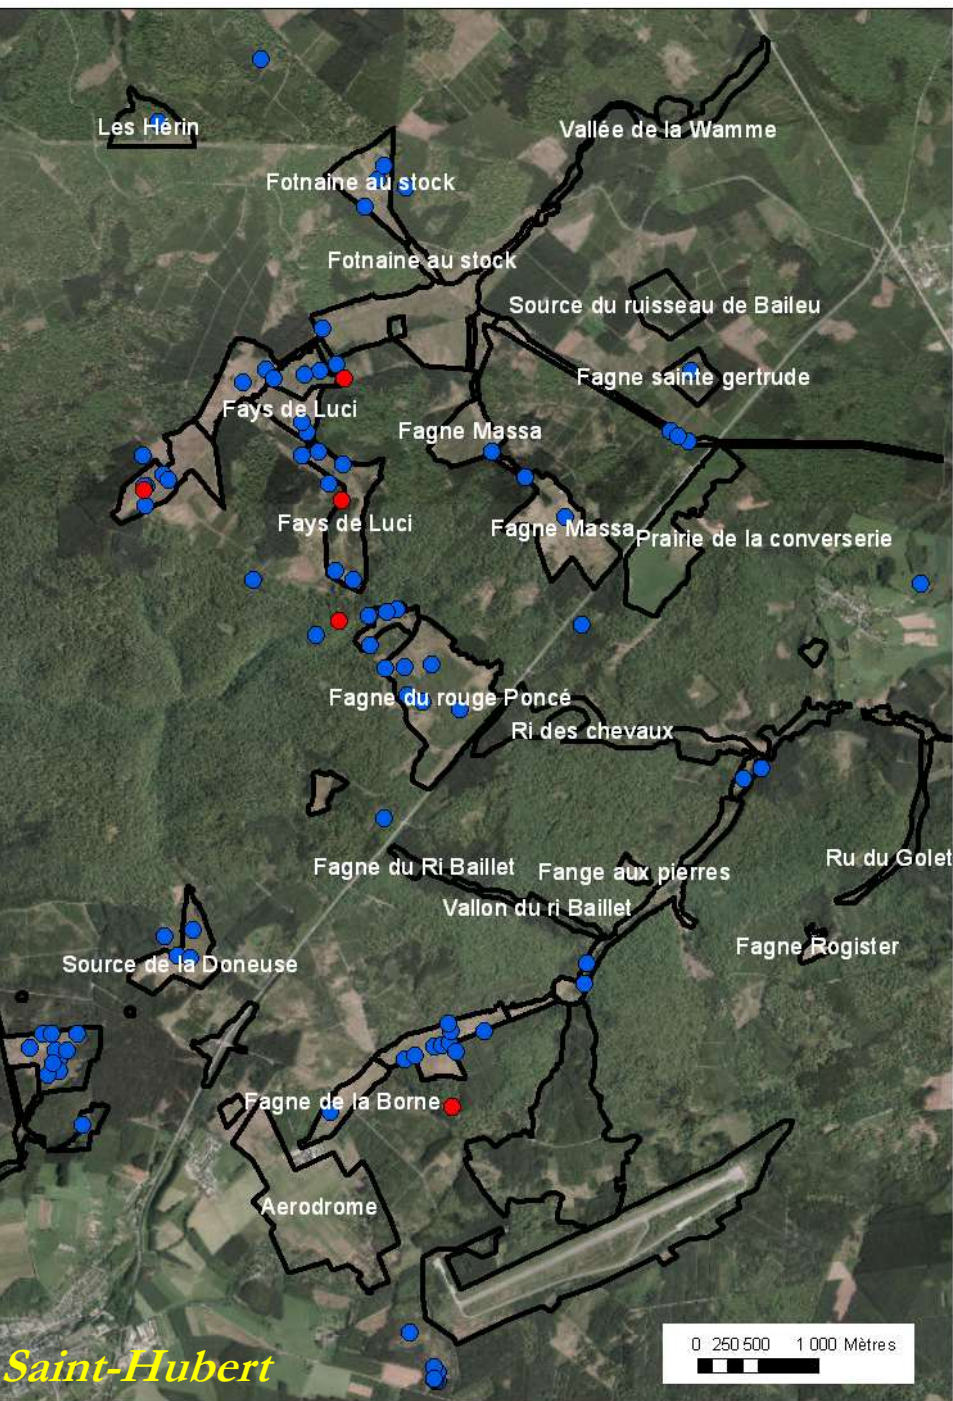 Les Hérin
Vallée de la Wamme
Fotnaine au stock
Fotnaine au stock
Source du ruisseau de Baileu
Fagne sainte gertrude
Fays de Luci
Fagne Massa
Fays de Luci
Fagne Massa
Prairie de la converserie
Fagne du rouge Poncé
Ri des chevaux
Fagne du Ri Baillet
Fange aux pierres
Ru du Golet
Vallon du ri Baillet
Fagne Rogister
Source de la Doneuse
Fagne de la Borne
Aerodrome
0 250 500 1 000 Mètres
Saint-Hubert